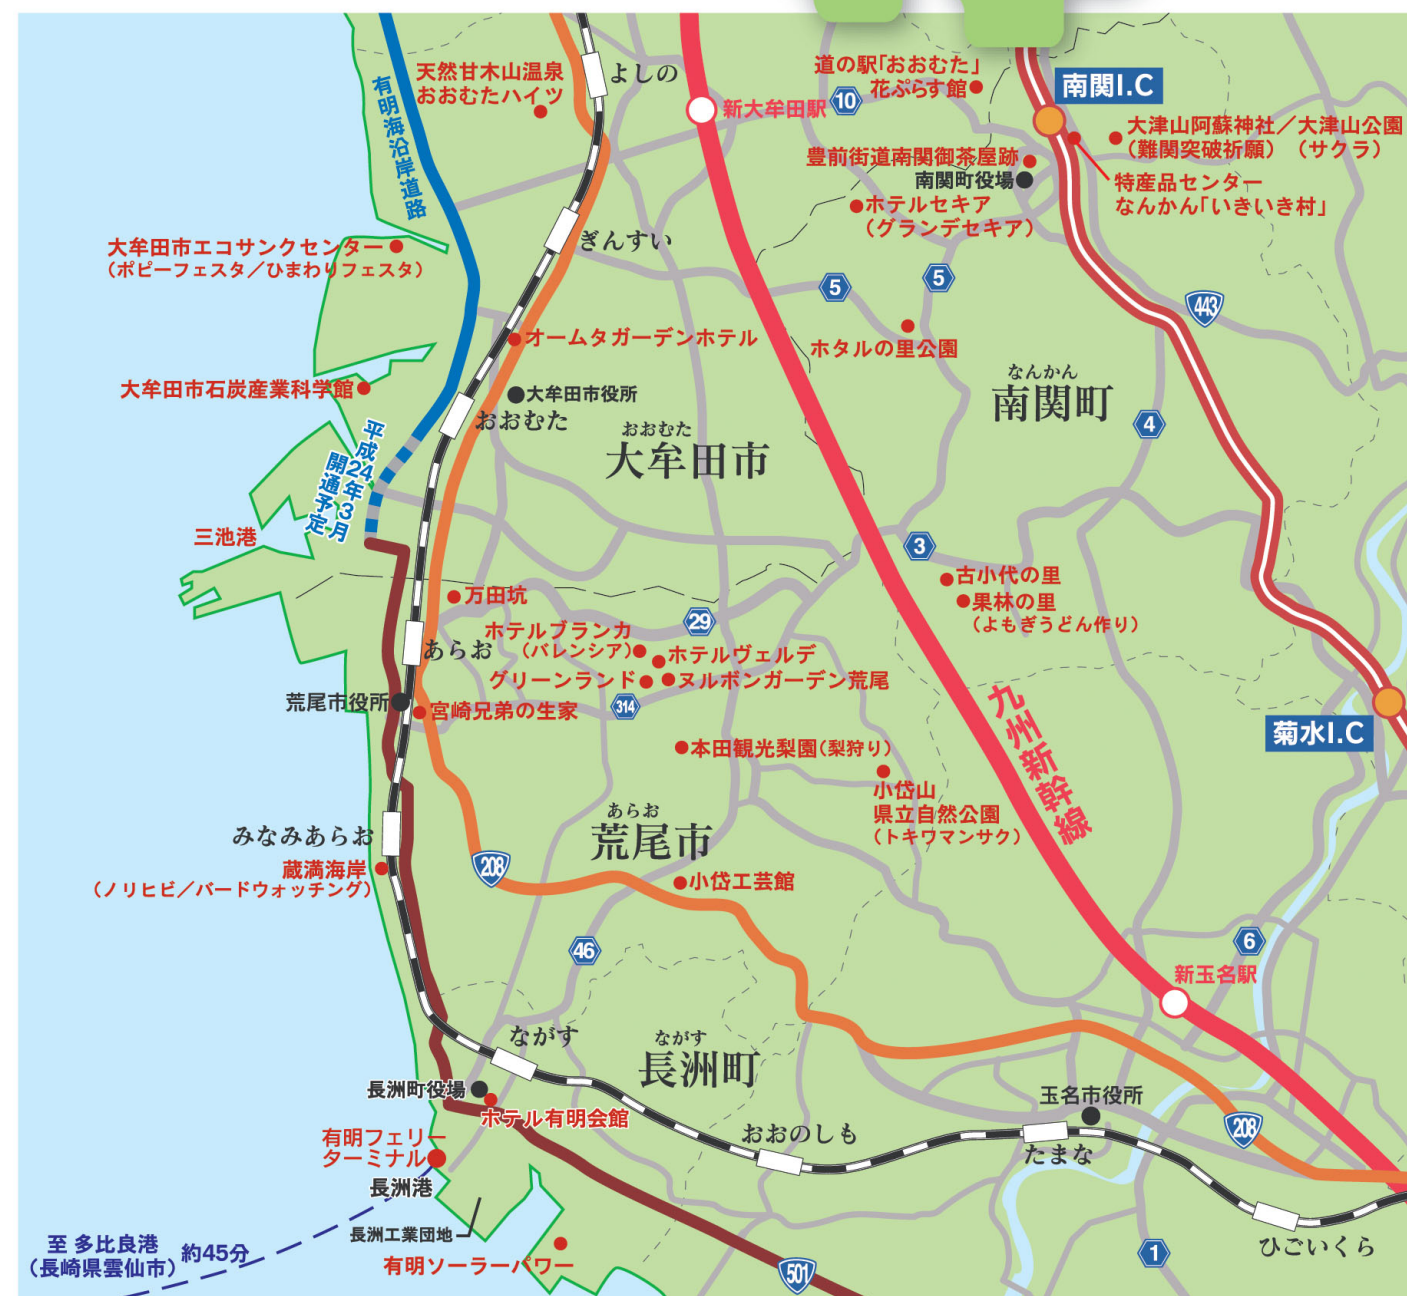 有明海沿岸道路
天然甘木山温泉
おおむたハイツ
よしの
新大牟田駅
道の駅「おおむた」
花ぷらす館
10
南関I.C
大津山阿蘇神社／大津山公園
（難関突破祈願）（サクラ）
豊前街道南関御茶屋跡
南関町役場
特産品センター
なんかん「いきいき村」
ホテルセキア
（グランデセキア）
大牟田市エコサンクセンター
（ポピーフェスタ／ひまわりフェスタ）
ぎんすい
5
5
443
オームタガーデンホテル
ホタルの里公園
大牟田市石炭産業科学館
大牟田市役所
おおむた
おおむた
大牟田市
なんかん
南関町
4
平成24年3月
開通予定
三池港
3
古小代の里
果林の里
（よもぎうどん作り）
万田坑
29
ホテルブランカ
（バレンシア）
ホテルヴェルデ
グリーンランド
ヌルボンガーデン荒尾
314
あらお
荒尾市役所
宮崎兄弟の生家
九州新幹線
菊水I.C
本田観光梨園（梨狩り）
小岱山
県立自然公園
（トキワマンサク）
あらお
荒尾市
みなみあらお
蔵満海岸
（ノリヒビ／バードウォッチング）
208
小岱工芸館
46
6
新玉名駅
ながす
ながす
長洲町
長洲町役場
ホテル有明会館
玉名市役所
おおのしも
たまな
208
有明フェリー
ターミナル
長洲港
長洲工業団地
有明ソーラーパワー
至 多比良港
（長崎県雲仙市）
約45分
ひごいくら
1
501